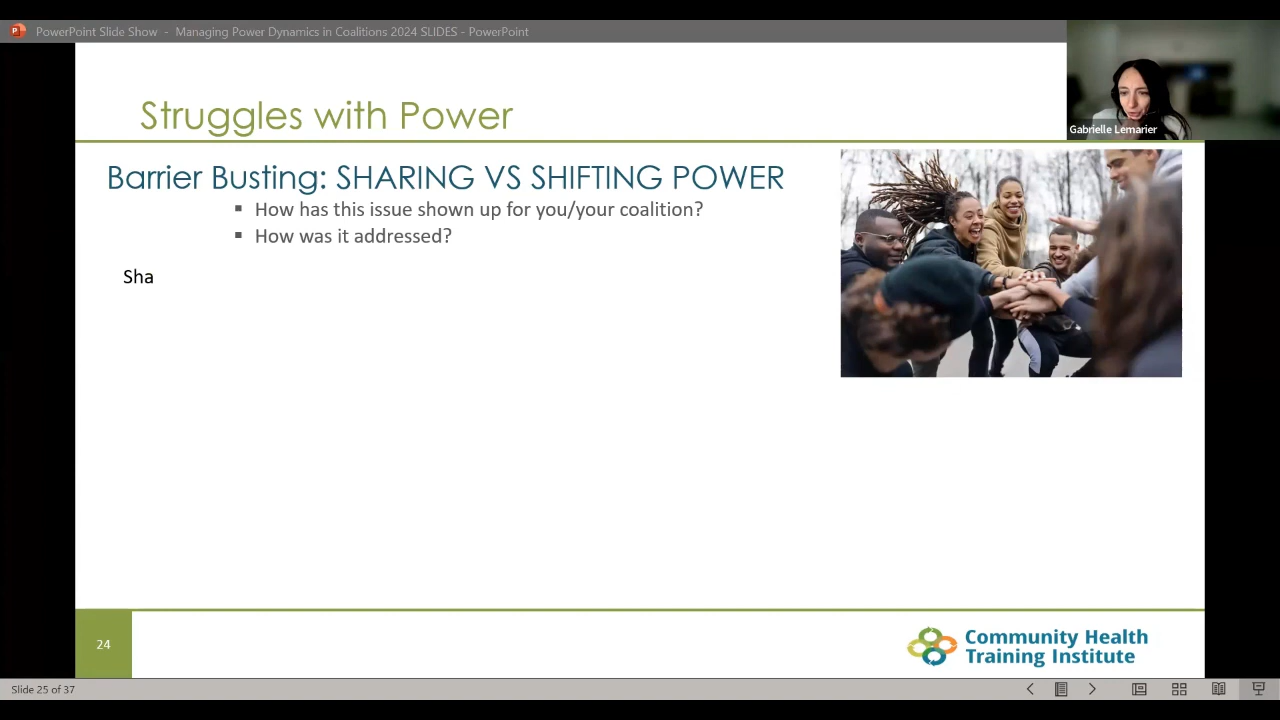 PowerPoint Slide Show - Managing Power Dynamics in Coalitions 2024 SLIDES - PowerPoint
Gabrielle Lemarier
Struggles with Power
Barrier Busting: SHARING VS SHIFTING POWER
▪ How has this issue shown up for you/your coalition?
▪ How was it addressed?
Sha
24
Community Health
Training Institute
Slide 25 of 37